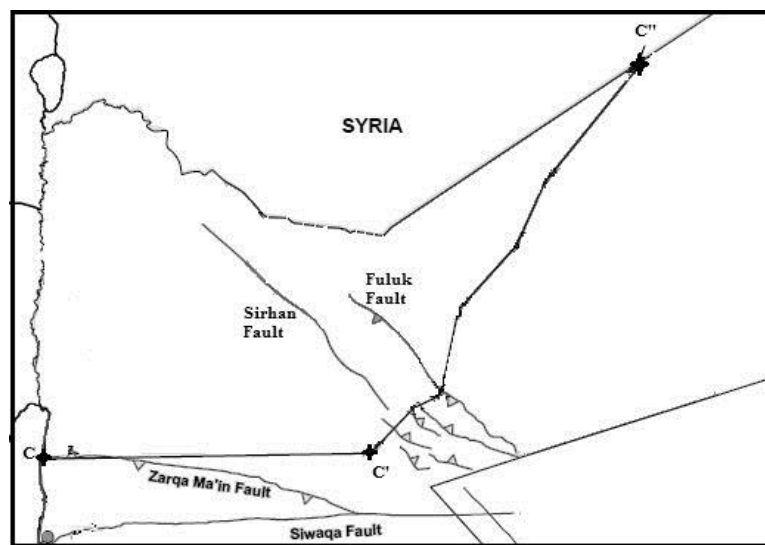 C"
SYRIA
Fuluk
Fault
Sirhan
Fault
C
C'
Zarqa Ma'in Fault
Siwaqa Fault